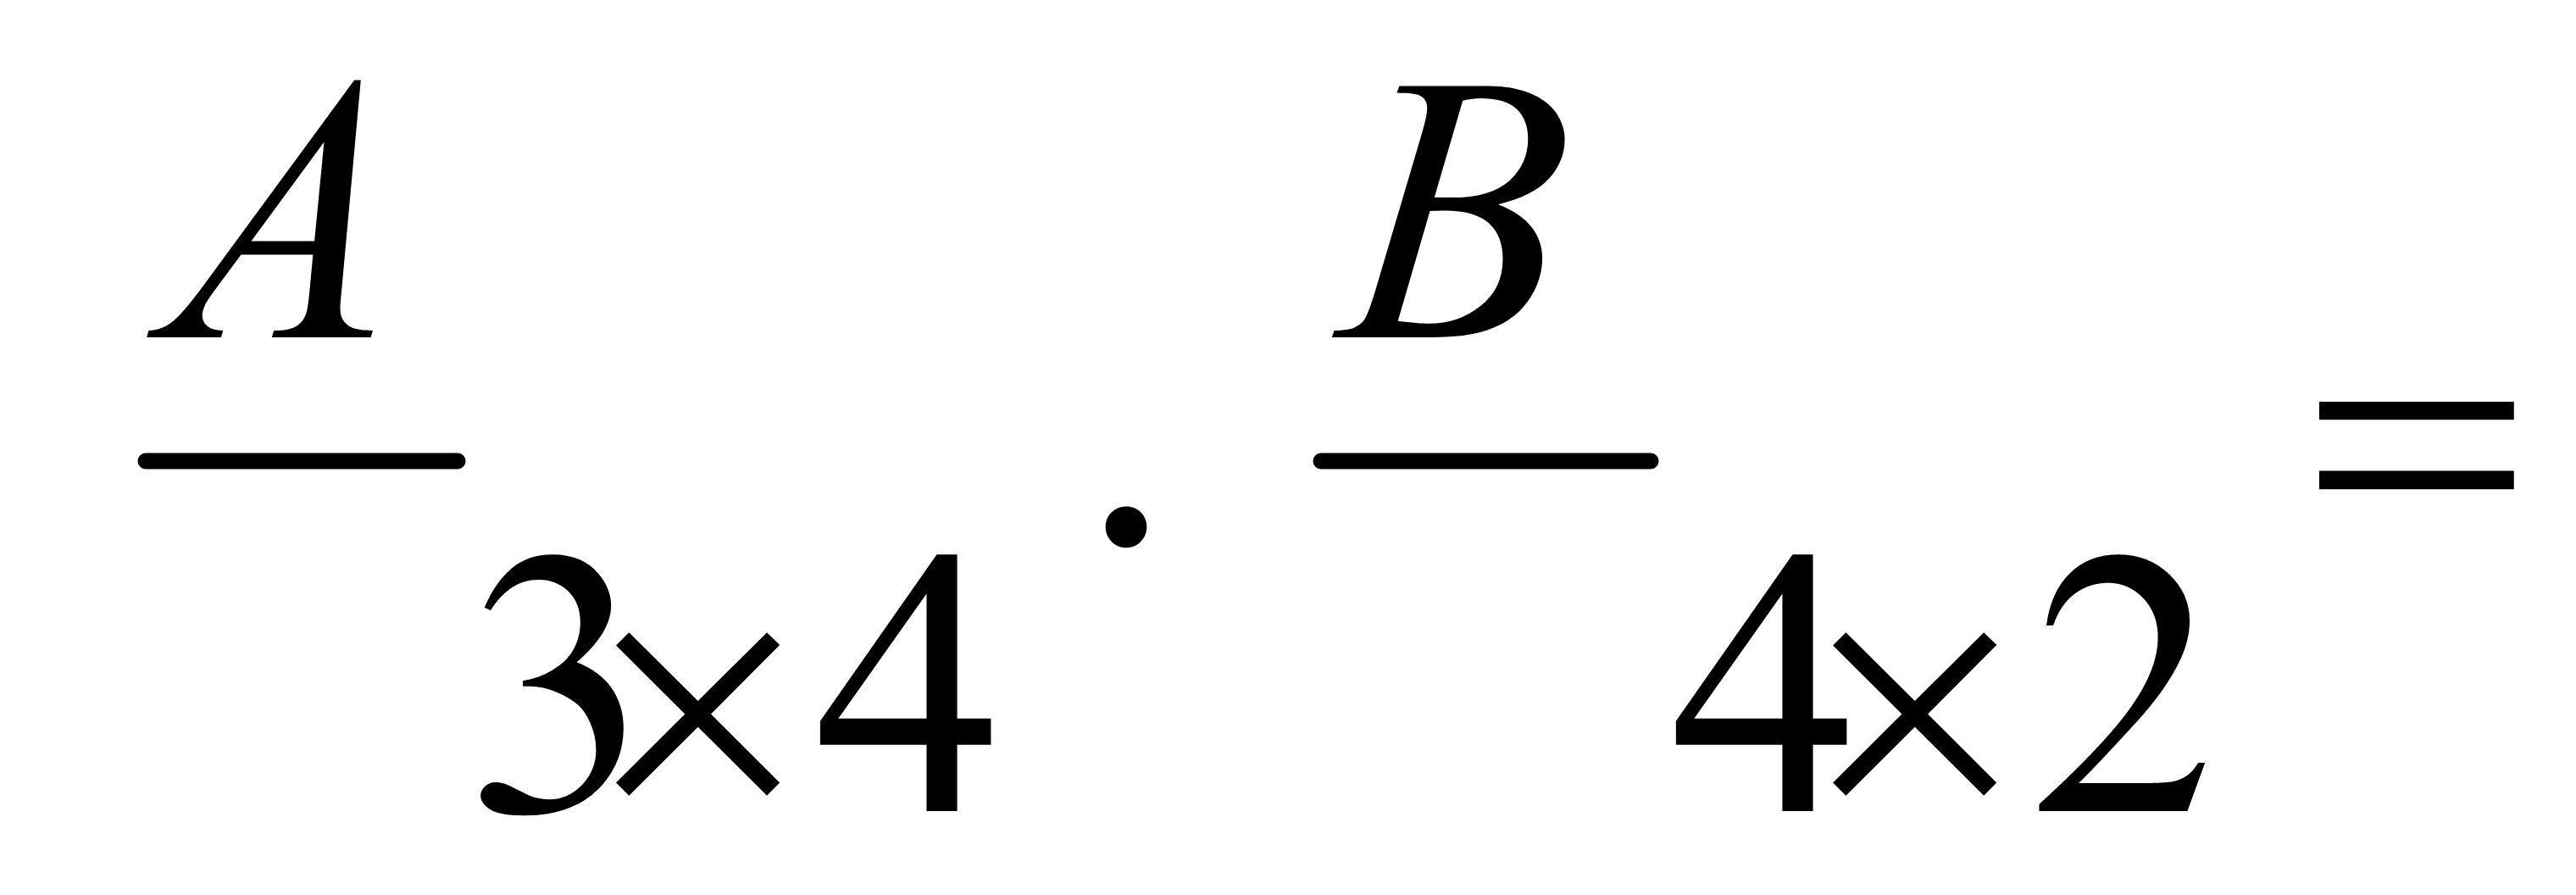 A 3×4 . B 4×2 =